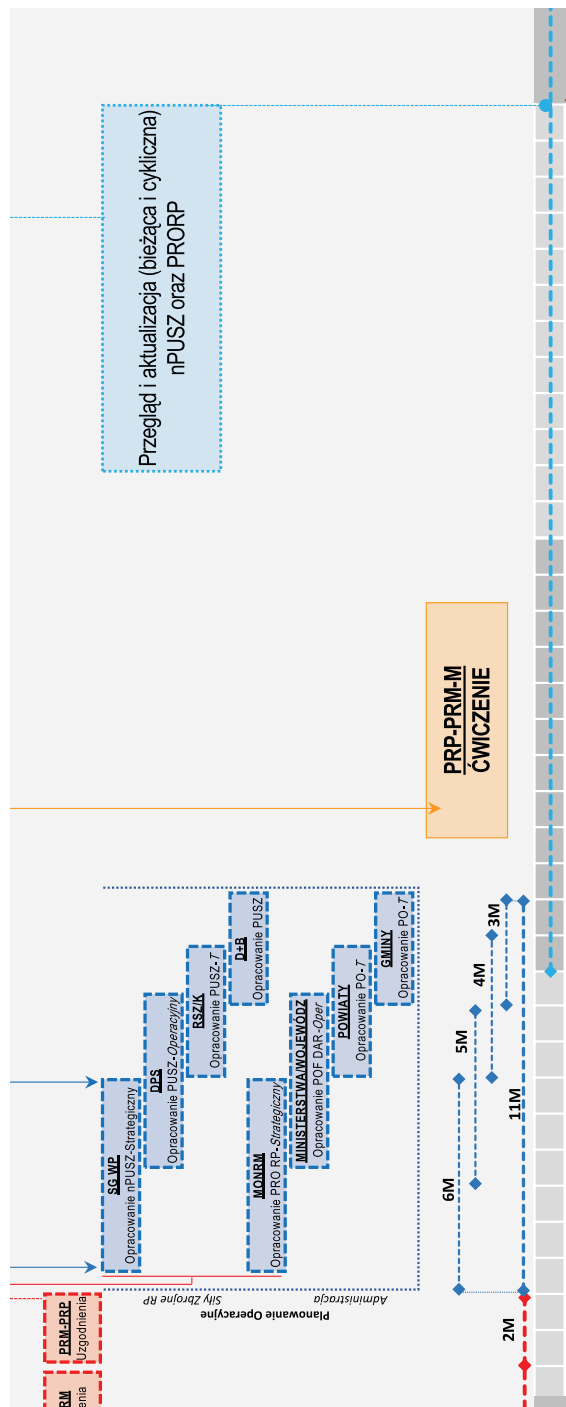 Przegląd i aktualizacja (bieżąca i cykliczna)
nPUSZ oraz PRORP
PRP-PRM-M
ĆWICZENIE
SG WP
Opracowanie nPUSZ-Strategiczny
DPS
Opracowanie PUSZ-Operacyjny
RSZ/K
Opracowanie PUSZ-T
D+B
Opracowanie PUSZ
MONRM
Opracowanie PRO RP-Strategiczny
MINISTERSTWA/WOJEWÓDZ
Opracowanie POF DAR-Oper
POWIATY
Opracowanie PO-T
GMINY
Opracowanie PO-T
Siły Zbrojne RP
Planowanie Operacyjne
Administracja
PRM-PRP
Uzgodnienia
RM
enia
6M
5M
4M
3M
11M
2M